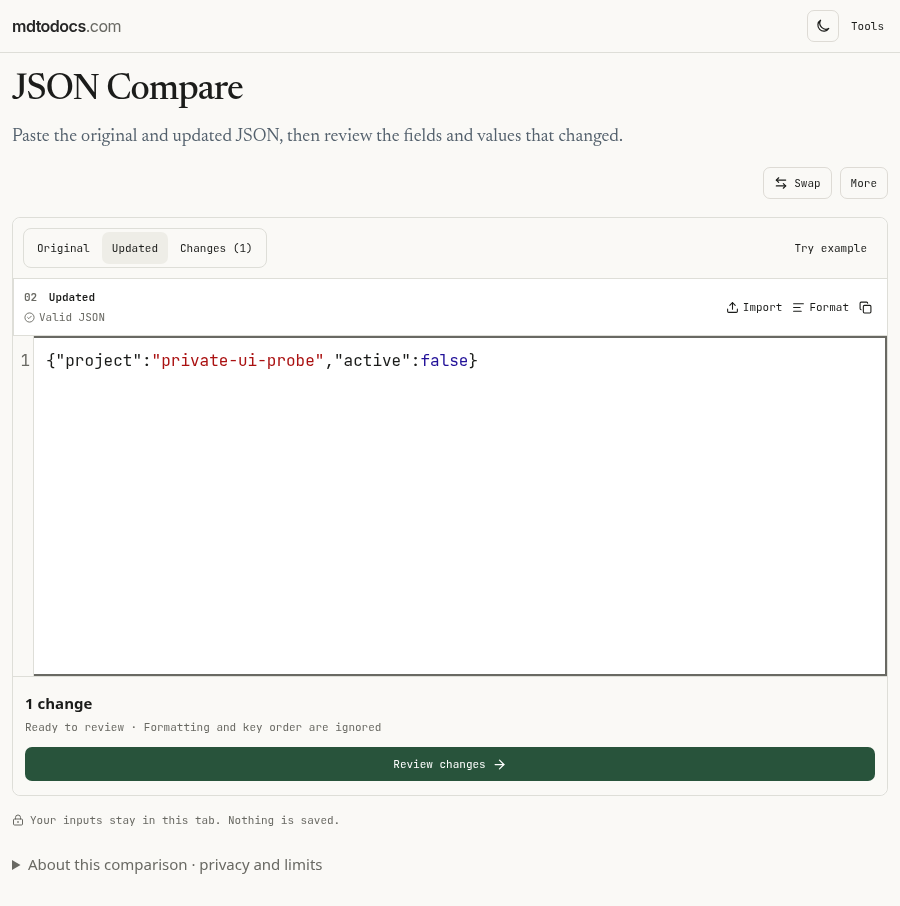 mdtodocs.com
Tools
JSON Compare
Paste the original and updated JSON, then review the fields and values that changed.
Swap
More
Original
Updated
Changes (1)
Try example
02 Updated
Valid JSON
Import
Format
1
{"project":"private-ui-probe","active":false}
1 change
Ready to review · Formatting and key order are ignored
Review changes →
Your inputs stay in this tab. Nothing is saved.
About this comparison · privacy and limits